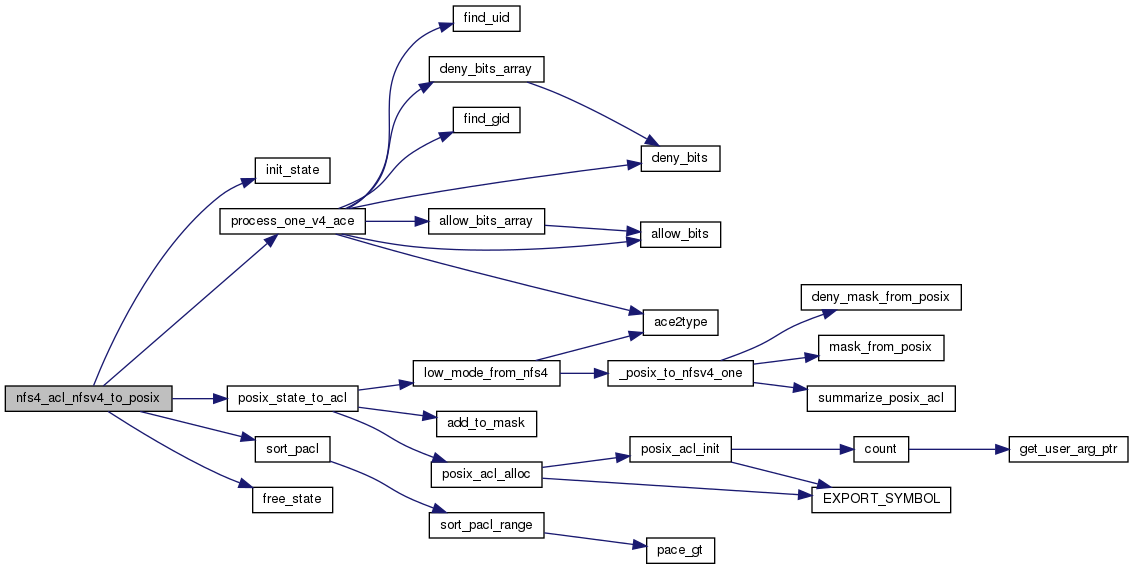 find_uid
deny_bits_array
find_gid
deny_bits
init_state
process_one_v4_ace
allow_bits_array
allow_bits
deny_mask_from_posix
ace2type
mask_from_posix
low_mode_from_nfs4
_posix_to_nfsv4_one
nfs4_acl_nfsv4_to_posix
posix_state_to_acl
summarize_posix_acl
add_to_mask
sort_pacl
posix_acl_init
count
get_user_arg_ptr
posix_acl_alloc
free_state
EXPORT_SYMBOL
sort_pacl_range
pace_gt